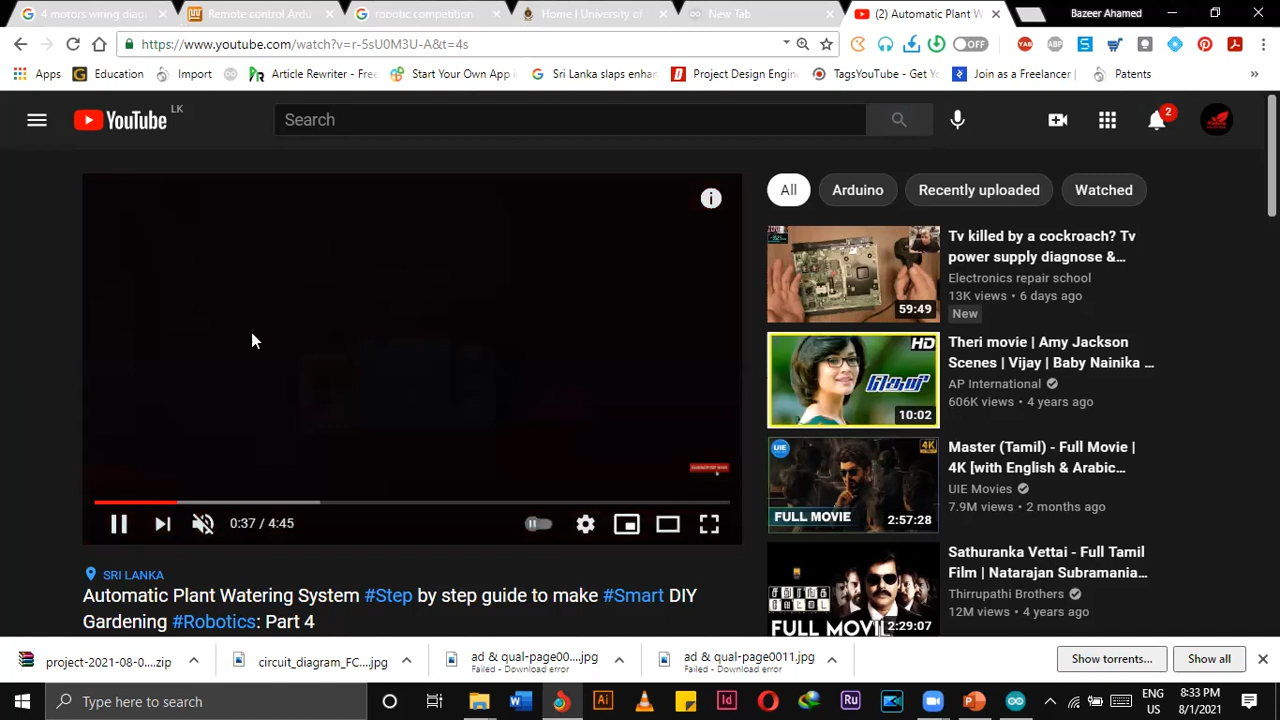 4 motors wiring diag
Remote control Ardu
robotic competition
Home | University of
New Tab
(2) Automatic Plant W
Bazeer Ahamed
https://www.youtube.com/watch?v=r-5sU0M3U-A&t=4s
OFF
YAB
ABP
Apps
Education
Import
Article Rewriter - Free
Start Your Own App
Sri Lanka slaps enhan
Project Design Engine
TagsYouTube - Get Yo
Join as a Freelancer |
Patents
YouTube
LK
Search
2
All
Arduino
Recently uploaded
Watched
Tv killed by a cockroach? Tv
power supply diagnose &...
Electronics repair school
13K views • 6 days ago
New
59:49
Theri movie | Amy Jackson
Scenes | Vijay | Baby Nainika ...
AP International
606K views • 4 years ago
HD
தெறி
10:02
Master (Tamil) - Full Movie |
4K [with English & Arabic...
UIE Movies
7.9M views • 2 months ago
UIE
4K
FULL MOVIE
2:57:28
Sathuranka Vettai - Full Tamil
Film | Natarajan Subramania...
Thirrupathi Brothers
12M views • 4 years ago
FULL MOVIE
2:29:07
SUBSCRIBE NOW
0:37 / 4:45
SRI LANKA
Automatic Plant Watering System #Step by step guide to make #Smart DIY
Gardening #Robotics: Part 4
project-2021-08-0....zip
circuit_diagram_FC....jpg
ad & qual-page00....jpg
Failed - Download error
ad & qual-page0011.jpg
Failed - Download error
Show torrents...
Show all
Type here to search
ENG
US
8:33 PM
8/1/2021